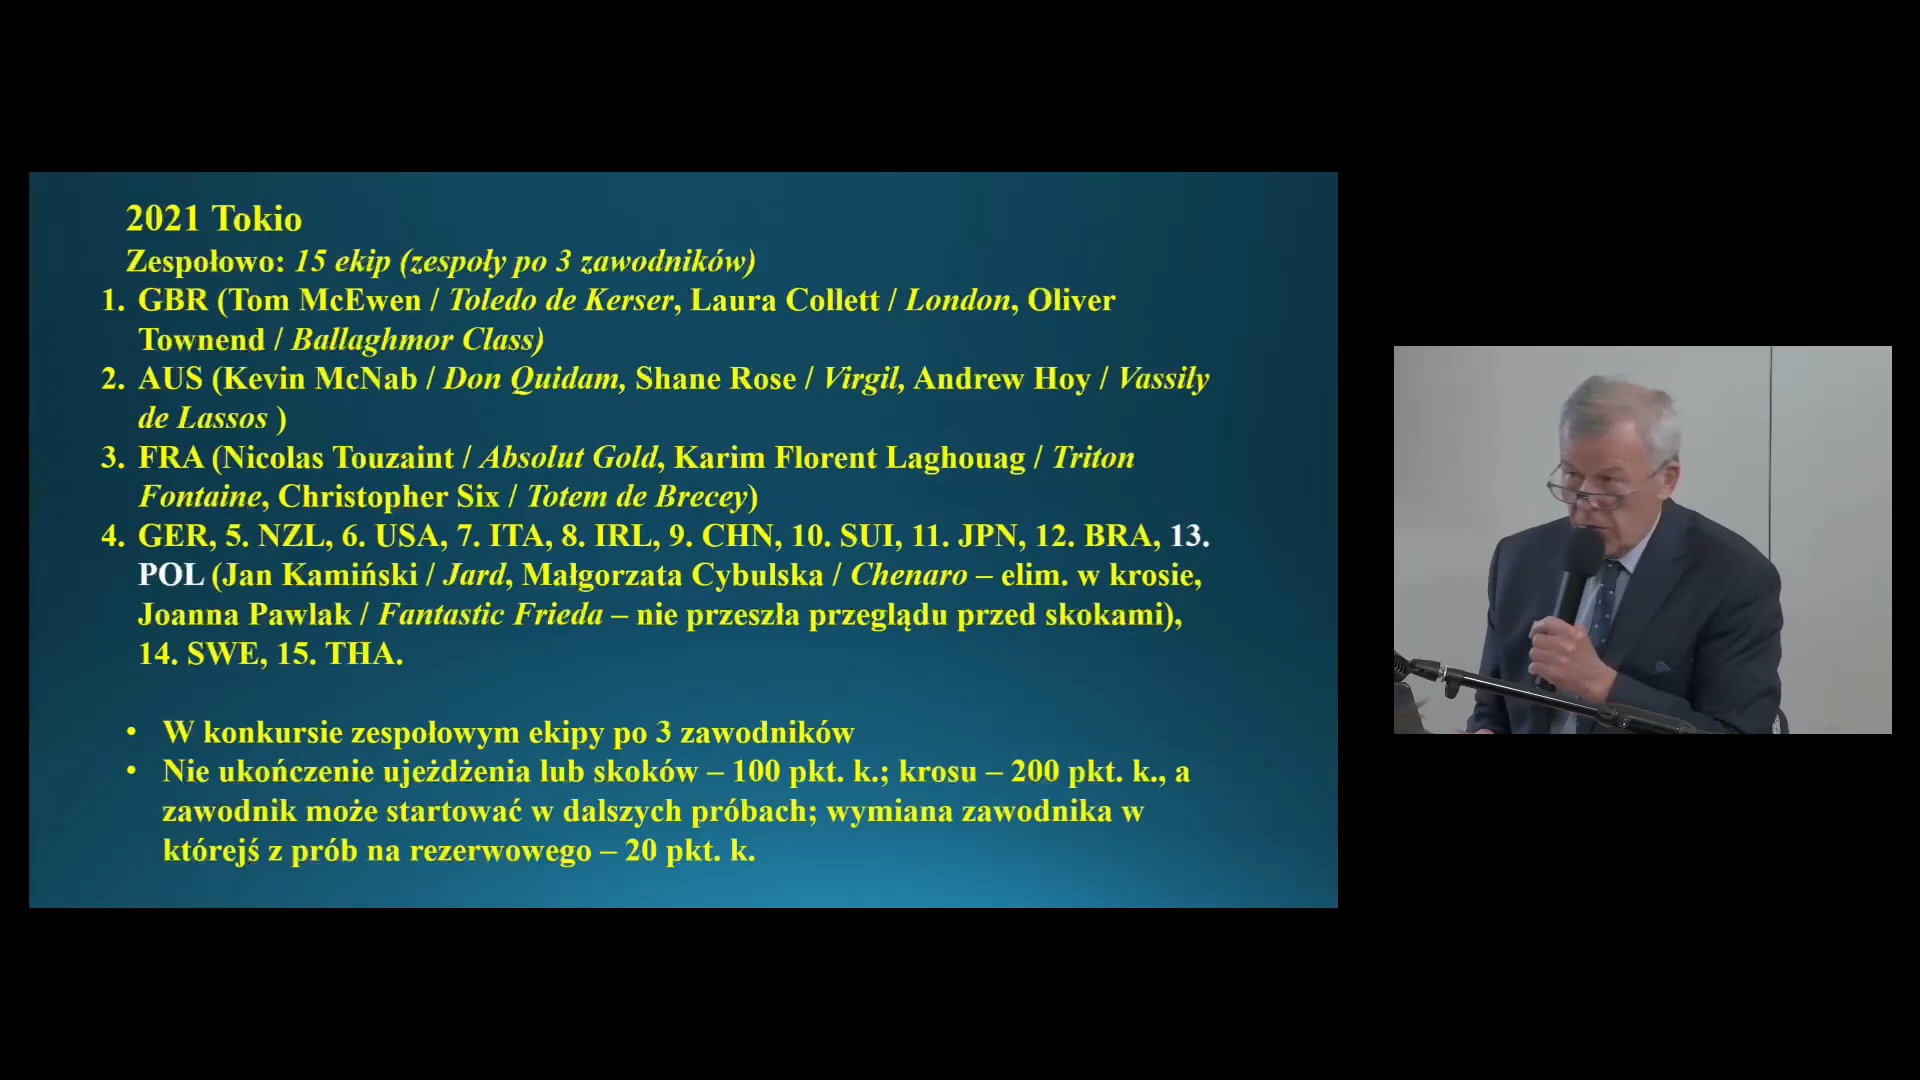 2021 Tokio
Zespołowo: 15 ekip (zespoły po 3 zawodników)
1. GBR (Tom McEwen / Toledo de Kerser, Laura Collett / London, Oliver
Townend / Ballaghmor Class)
2. AUS (Kevin McNab / Don Quidam, Shane Rose / Virgil, Andrew Hoy / Vassily
de Lassos )
3. FRA (Nicolas Touzaint / Absolut Gold, Karim Florent Laghouag / Triton
Fontaine, Christopher Six / Totem de Brecey)
4. GER, 5. NZL, 6. USA, 7. ITA, 8. IRL, 9. CHN, 10. SUI, 11. JPN, 12. BRA, 13.
POL (Jan Kamiński / Jard, Małgorzata Cybulska / Chenaro – elim. w krosie,
Joanna Pawlak / Fantastic Frieda – nie przeszła przeglądu przed skokami),
14. SWE, 15. THA.
• W konkursie zespołowym ekipy po 3 zawodników
• Nie ukończenie ujeżdżenia lub skoków – 100 pkt. k.; krosu – 200 pkt. k., a
zawodnik może startować w dalszych próbach; wymiana zawodnika w
którejś z prób na rezerwowego – 20 pkt. k.